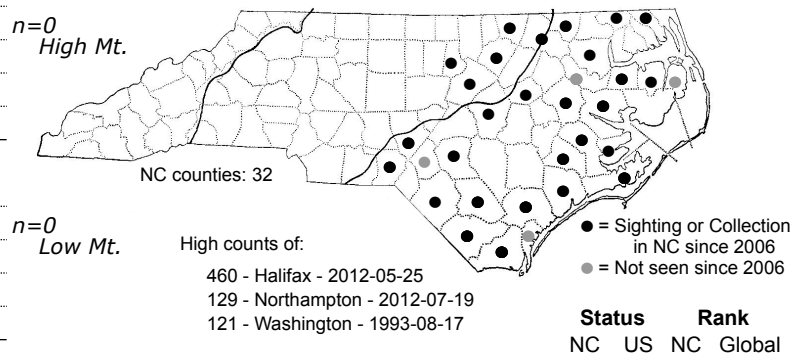 n=0
High Mt.
NC counties: 32
n=0
Low Mt.
High counts of:
460 - Halifax - 2012-05-25
129 - Northampton - 2012-07-19
121 - Washington - 1993-08-17
● = Sighting or Collection
in NC since 2006
● = Not seen since 2006
Status Rank
NC US NC Global